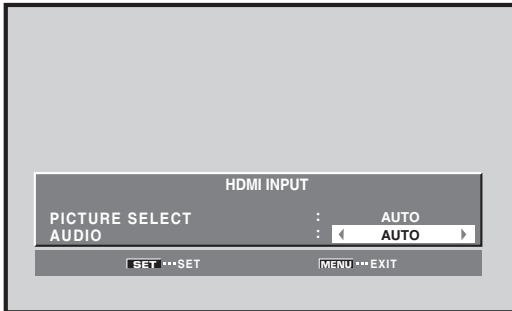 HDMI INPUT
PICTURE SELECT : AUTO
AUDIO : AUTO
SET ···SET MENU ···EXIT